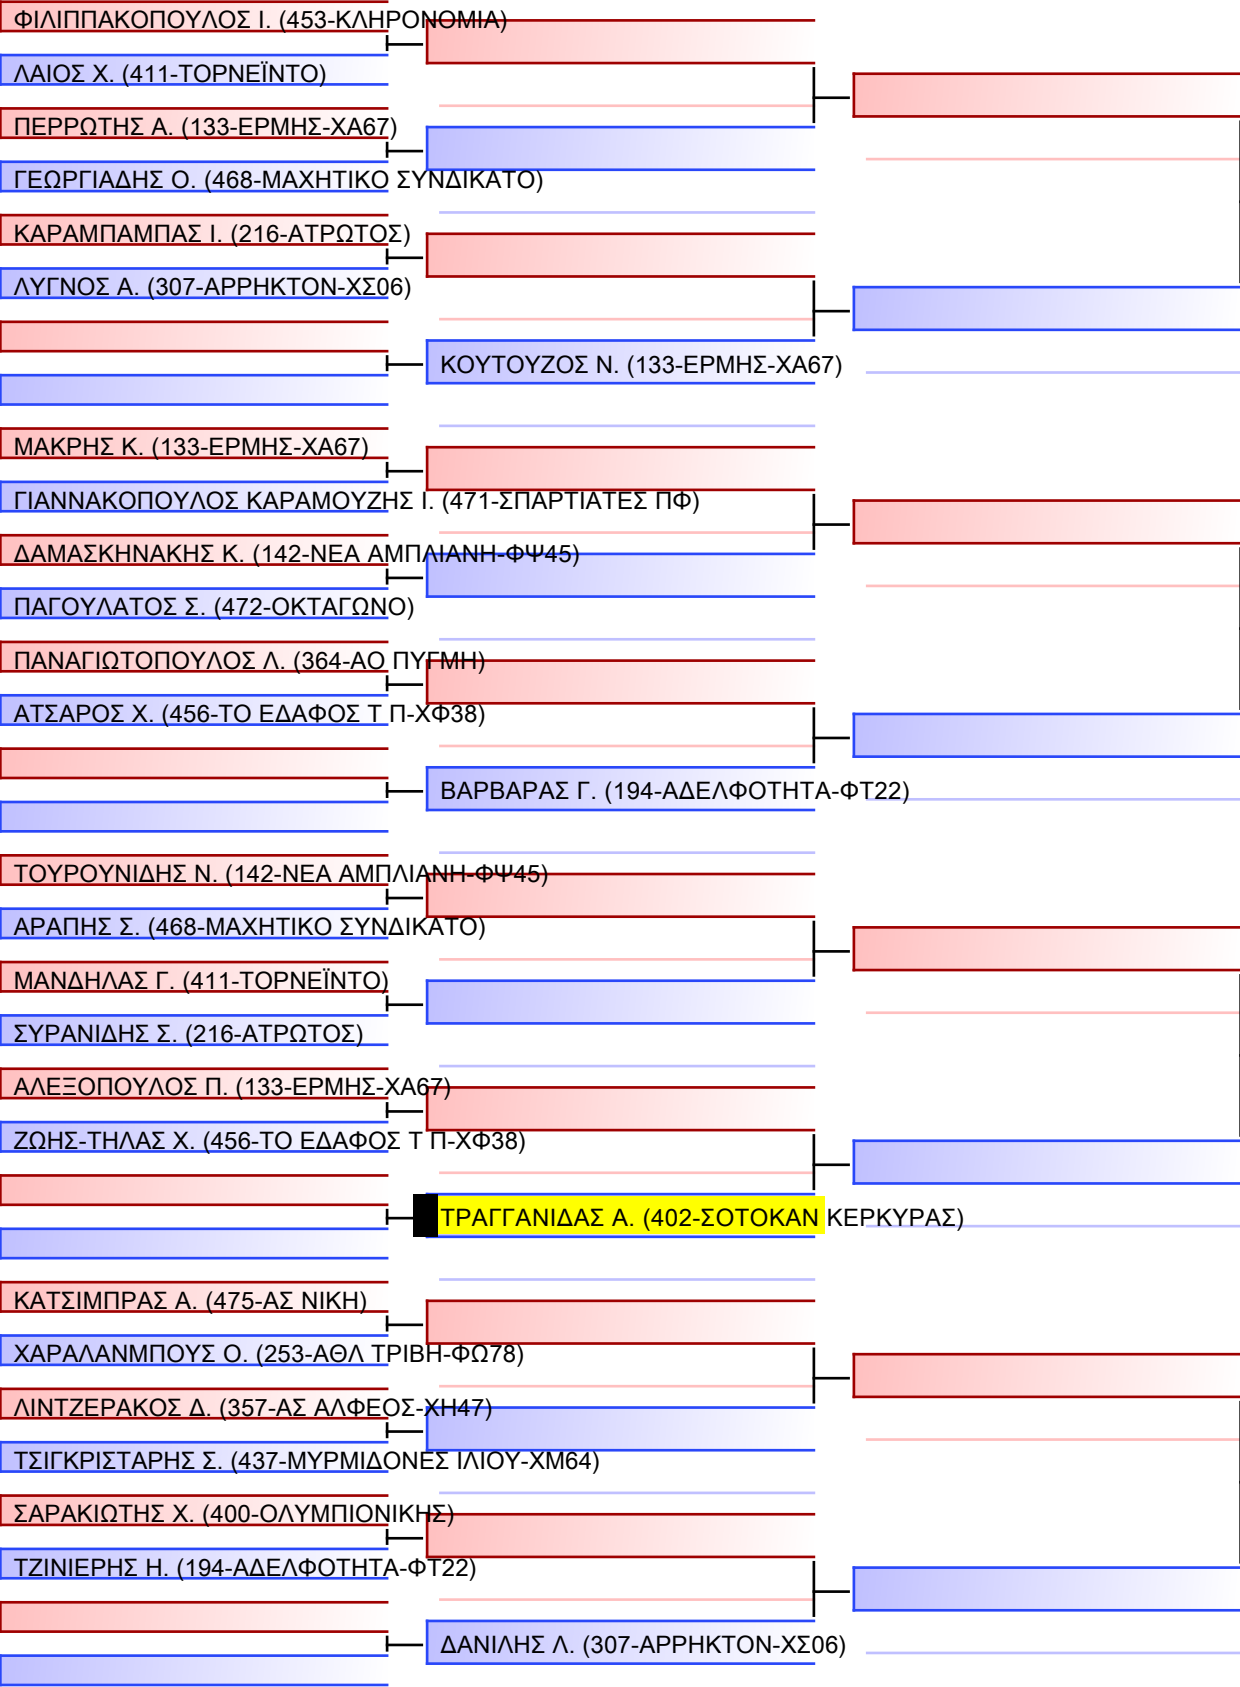 ΦΙΛΙΠΠΑΚΟΠΟΥΛΟΣ Ι. (453-ΚΛΗΡΟΝΟΜΙΑ)
ΛΑΙΟΣ Χ. (411-ΤΟΡΝΕΪΝΤΟ)
ΠΕΡΡΩΤΗΣ Α. (133-ΕΡΜΗΣ-ΧΑ67)
ΓΕΩΡΓΙΑΔΗΣ Ο. (468-ΜΑΧΗΤΙΚΟ ΣΥΝΔΙΚΑΤΟ)
ΚΑΡΑΜΠΑΜΠΑΣ Ι. (216-ΑΤΡΩΤΟΣ)
ΛΥΓΝΟΣ Α. (307-ΑΡΡΗΚΤΟΝ-ΧΣ06)
ΚΟΥΤΟΥΖΟΣ Ν. (133-ΕΡΜΗΣ-ΧΑ67)
ΜΑΚΡΗΣ Κ. (133-ΕΡΜΗΣ-ΧΑ67)
ΓΙΑΝΝΑΚΟΠΟΥΛΟΣ ΚΑΡΑΜΟΥΖΗΣ Ι. (471-ΣΠΑΡΤΙΑΤΕΣ ΠΦ)
ΔΑΜΑΣΚΗΝΑΚΗΣ Κ. (142-ΝΕΑ ΑΜΠΛΙΑΝΗ-ΦΨ45)
ΠΑΓΟΥΛΑΤΟΣ Σ. (472-ΟΚΤΑΓΩΝΟ)
ΠΑΝΑΓΙΩΤΟΠΟΥΛΟΣ Λ. (364-ΑΟ ΠΥΓΜΗ)
ΑΤΣΑΡΟΣ Χ. (456-ΤΟ ΕΔΑΦΟΣ Τ Π-ΧΦ38)
ΒΑΡΒΑΡΑΣ Γ. (194-ΑΔΕΛΦΟΤΗΤΑ-ΦΤ22)
ΤΟΥΡΟΥΝΙΔΗΣ Ν. (142-ΝΕΑ ΑΜΠΛΙΑΝΗ-ΦΨ45)
ΑΡΑΠΗΣ Σ. (468-ΜΑΧΗΤΙΚΟ ΣΥΝΔΙΚΑΤΟ)
ΜΑΝΔΗΛΑΣ Γ. (411-ΤΟΡΝΕΪΝΤΟ)
ΣΥΡΑΝΙΔΗΣ Σ. (216-ΑΤΡΩΤΟΣ)
ΑΛΕΞΟΠΟΥΛΟΣ Π. (133-ΕΡΜΗΣ-ΧΑ67)
ΖΩΗΣ-ΤΗΛΑΣ Χ. (456-ΤΟ ΕΔΑΦΟΣ Τ Π-ΧΦ38)
ΤΡΑΓΓΑΝΙΔΑΣ Α. (402-ΣΟΤΟΚΑΝ ΚΕΡΚΥΡΑΣ)
ΚΑΤΣΙΜΠΡΑΣ Α. (475-ΑΣ ΝΙΚΗ)
ΧΑΡΑΛΑΝΜΠΟΥΣ Ο. (253-ΑΘΛ ΤΡΙΒΗ-ΦΩ78)
ΛΙΝΤΖΕΡΑΚΟΣ Δ. (357-ΑΣ ΑΛΦΕΟΣ-ΧΗ47)
ΤΣΙΓΚΡΙΣΤΑΡΗΣ Σ. (437-ΜΥΡΜΙΔΟΝΕΣ ΙΛΙΟΥ-ΧΜ64)
ΣΑΡΑΚΙΩΤΗΣ Χ. (400-ΟΛΥΜΠΙΟΝΙΚΗΣ)
ΤΖΙΝΙΕΡΗΣ Η. (194-ΑΔΕΛΦΟΤΗΤΑ-ΦΤ22)
ΔΑΝΙΛΗΣ Λ. (307-ΑΡΡΗΚΤΟΝ-ΧΣ06)